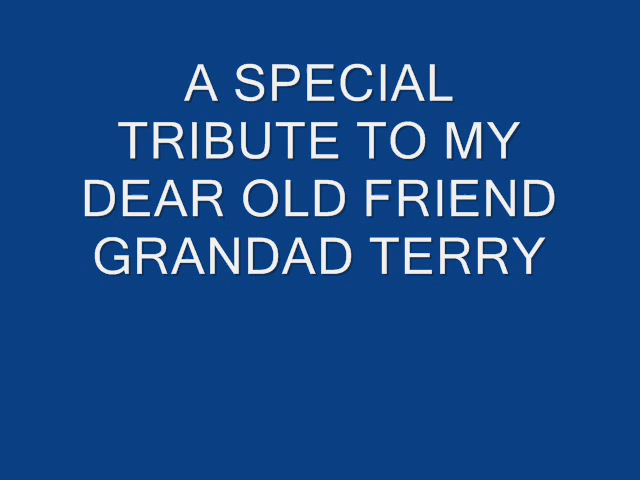 A SPECIAL
TRIBUTE TO MY
DEAR OLD FRIEND
GRANDAD TERRY